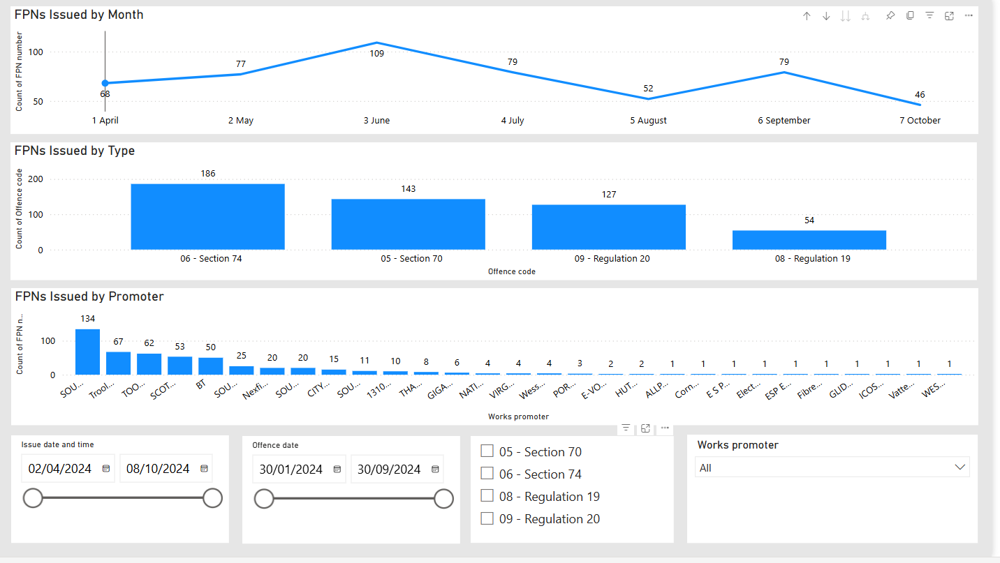 FPNs Issued by Month
Count of FPN number
100
50
68
77
109
79
52
79
46
1 April
2 May
3 June
4 July
5 August
6 September
7 October
FPNs Issued by Type
Count of Offence code
200
100
0
186
143
127
54
06 - Section 74
05 - Section 70
09 - Regulation 20
08 - Regulation 19
Offence code
FPNs Issued by Promoter
Count of FPN n...
100
0
134
67
62
53
50
25
20
20
15
11
10
8
6
4
4
4
3
2
2
1
1
1
1
1
1
1
1
1
1
SOU...
Trool...
TOO...
SCOT...
BT
SOU...
Nexfi...
SOU...
CITY...
SOU...
1310...
THA...
GIGA...
NATI...
VIRG...
Wess...
POR...
E-VO...
HUT...
ALLP...
Corn...
E S P...
Elect...
ESP E...
Fibre...
GLID...
ICOS...
Vatte...
WES...
Works promoter
Issue date and time
02/04/2024
08/10/2024
Offence date
30/01/2024
30/09/2024
05 - Section 70
06 - Section 74
08 - Regulation 19
09 - Regulation 20
Works promoter
All